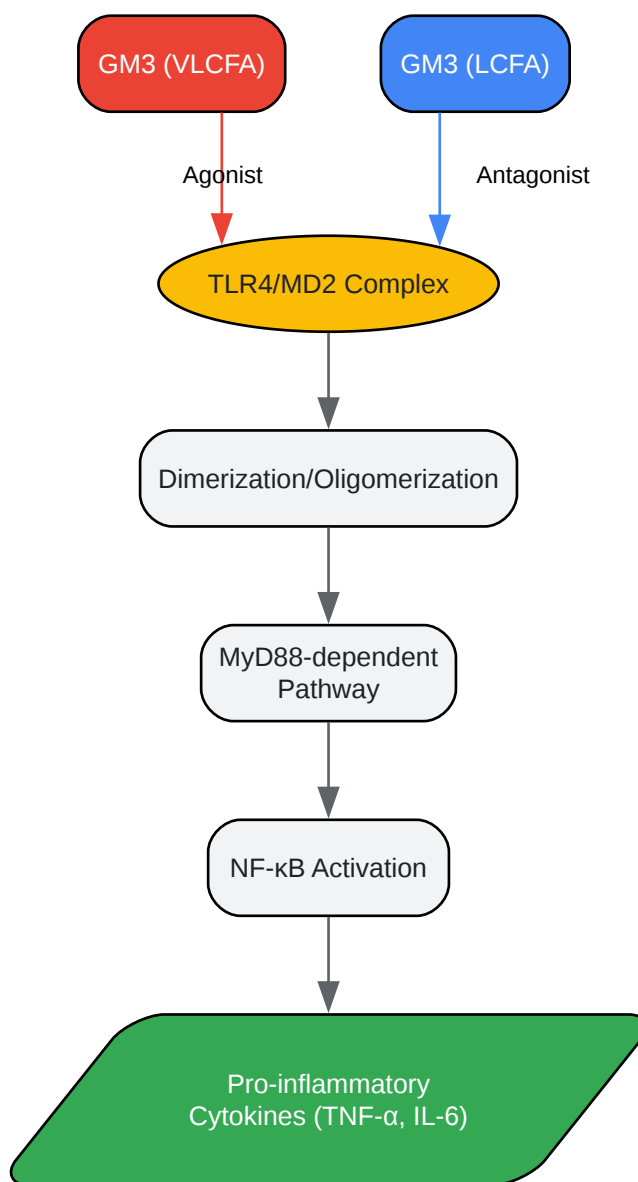 GM3 (VLCFA)
GM3 (LCFA)
Agonist
Antagonist
TLR4/MD2 Complex
Dimerization/Oligomerization
MyD88-dependent
Pathway
NF-κB Activation
Pro-inflammatory
Cytokines (TNF-α, IL-6)